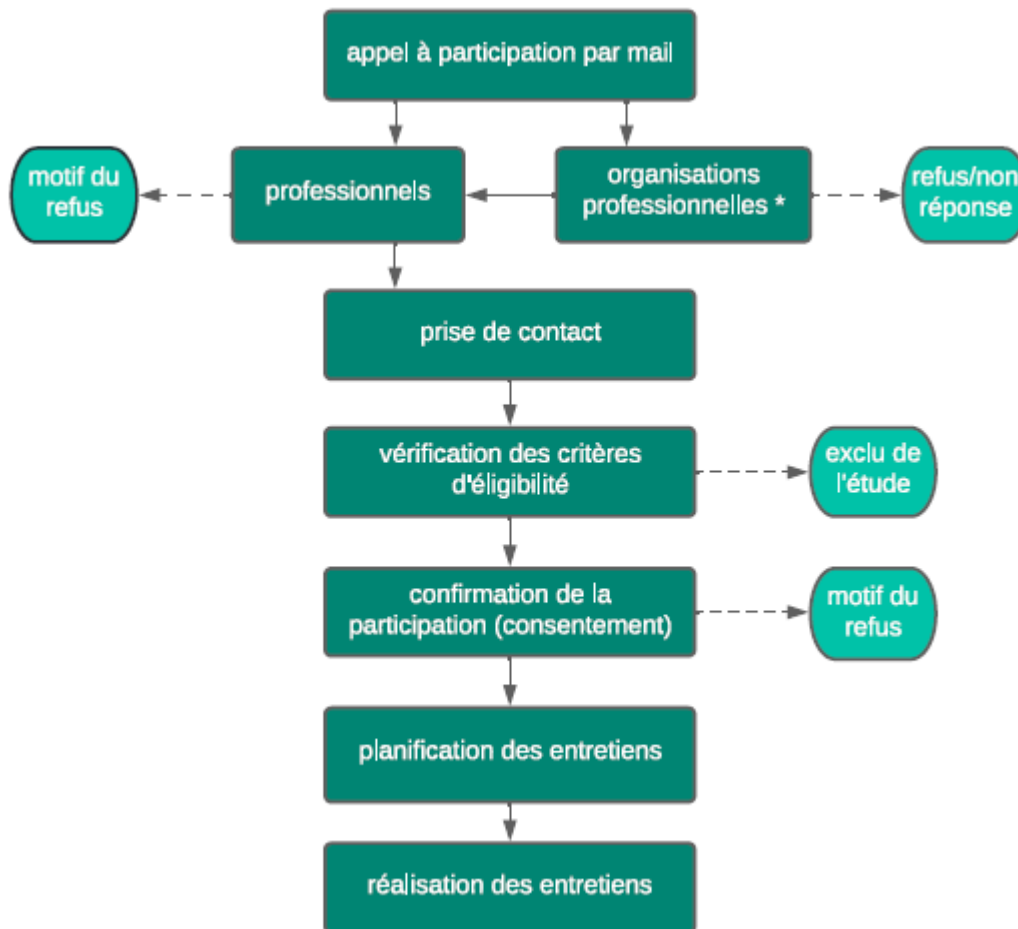 appel à participation par mail
motif du
refus
professionnels
organisations
professionnelles *
refus/non
réponse
prise de contact
vérification des critères
d'éligibilité
exclu de
l'étude
confirmation de la
participation (consentement)
motif du
refus
planification des entretiens
réalisation des entretiens